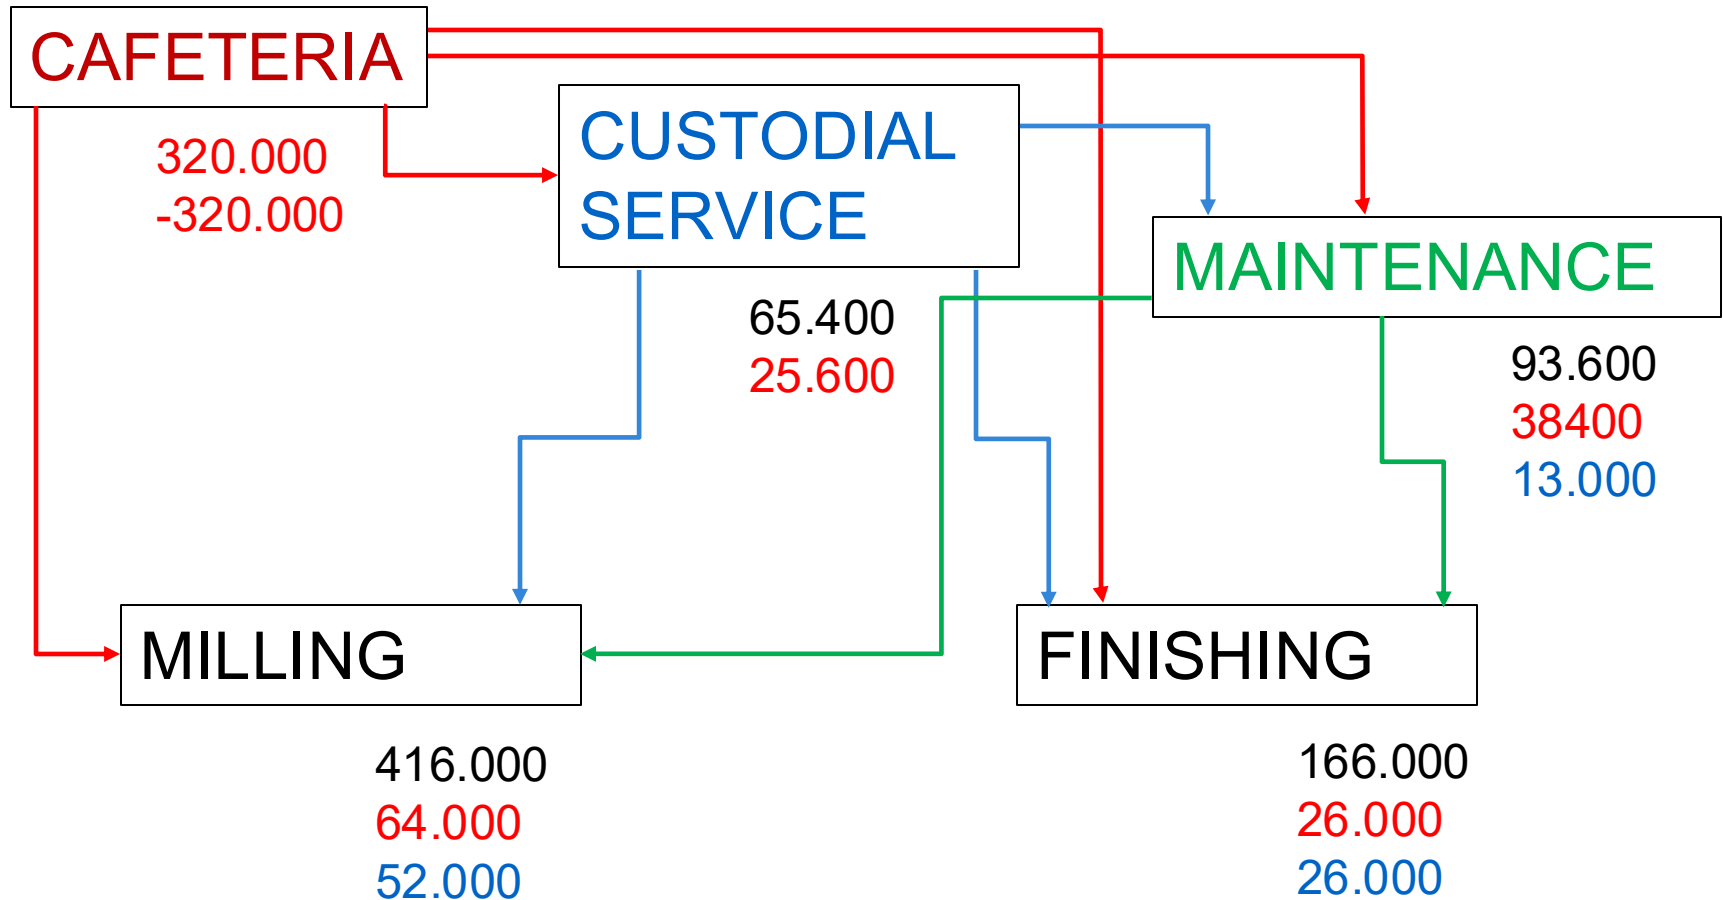 CAFETERIA
320.000
-320.000
CUSTODIAL
SERVICE
65.400
25.600
MAINTENANCE
93.600
38400
13.000
MILLING
416.000
64.000
52.000
FINISHING
166.000
26.000
26.000